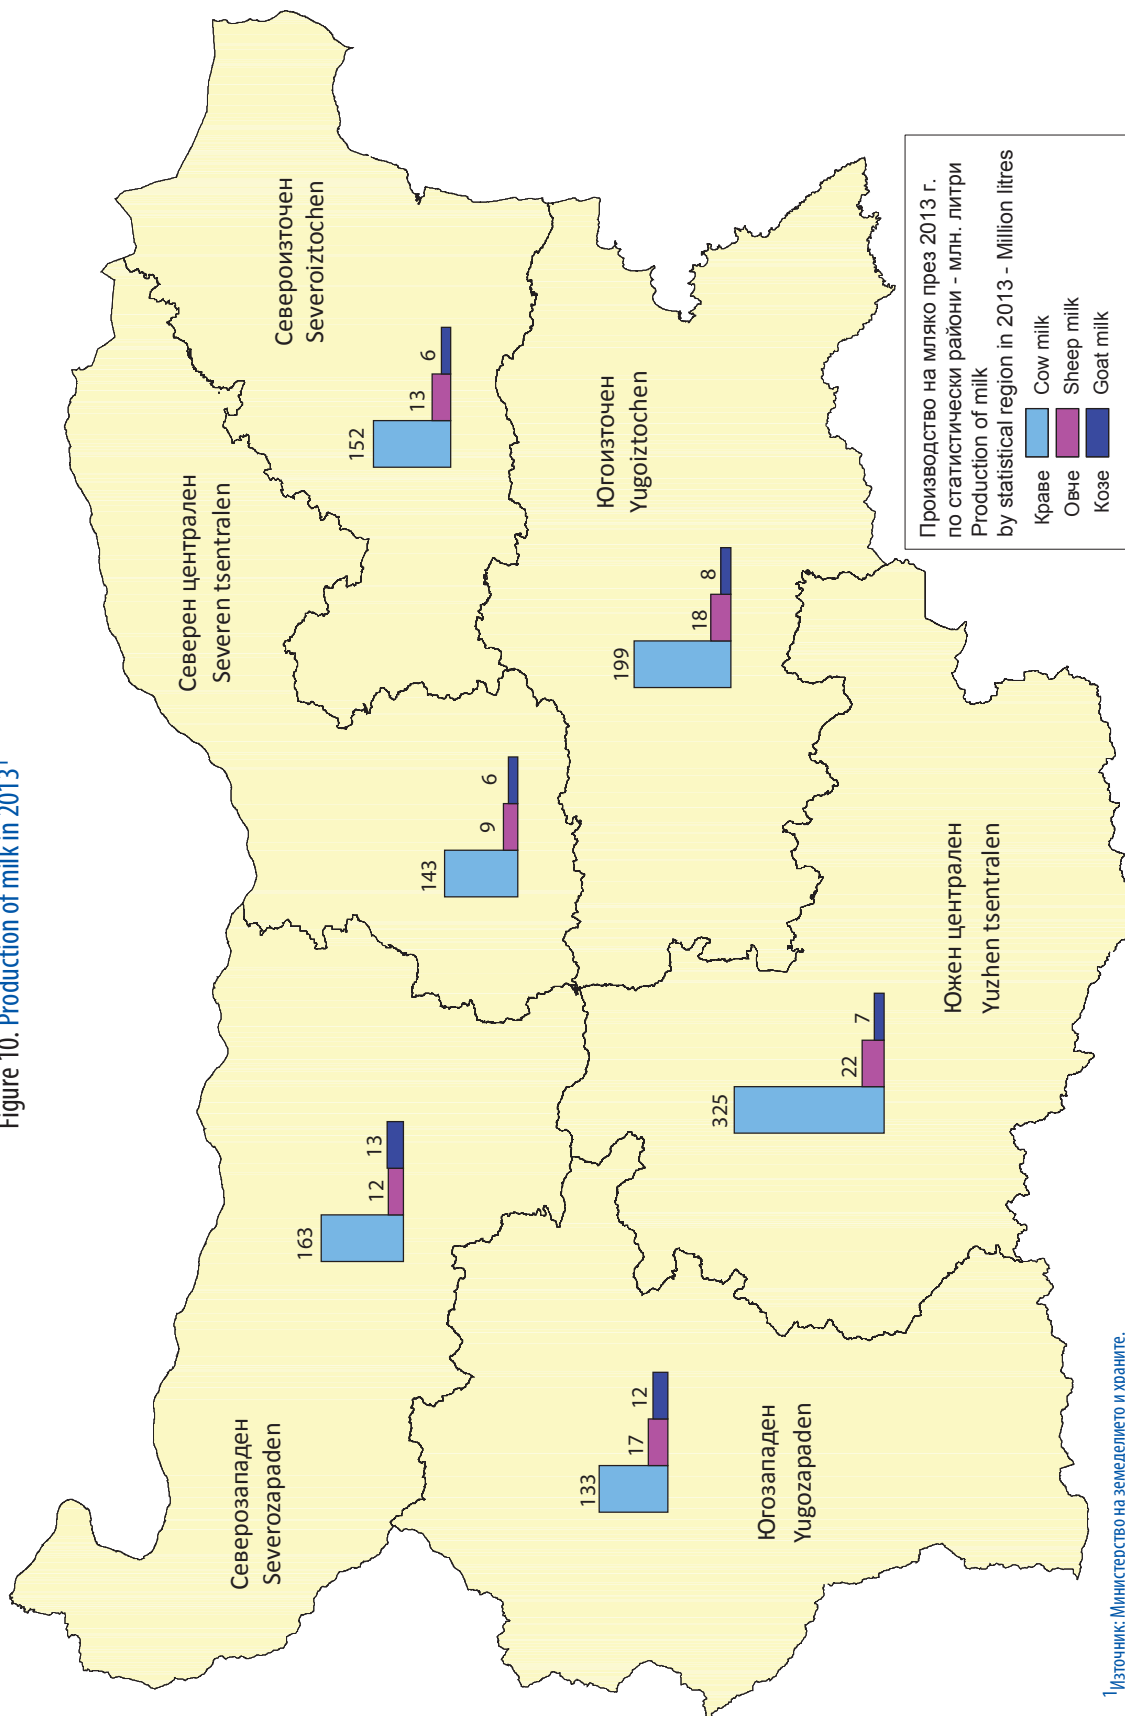 Figure 10. Production of milk in 2013¹
Северозападен
Severozapaden
163
12
13
Северен централен
Severen tsentralen
143
9
6
Североизточен
Severoiztochen
152
13
6
Югозападен
Yugozapaden
133
17
12
Южен централен
Yuzhen tsentralen
325
22
7
Югоизточен
Yugoiztochen
199
18
8
Производство на мляко през 2013 г.
по статистически райони - млн. литри
Production of milk
by statistical region in 2013 - Million litres
Краве Cow milk
Овче Sheep milk
Козе Goat milk
¹Източник: Министерство на земеделието и храните.